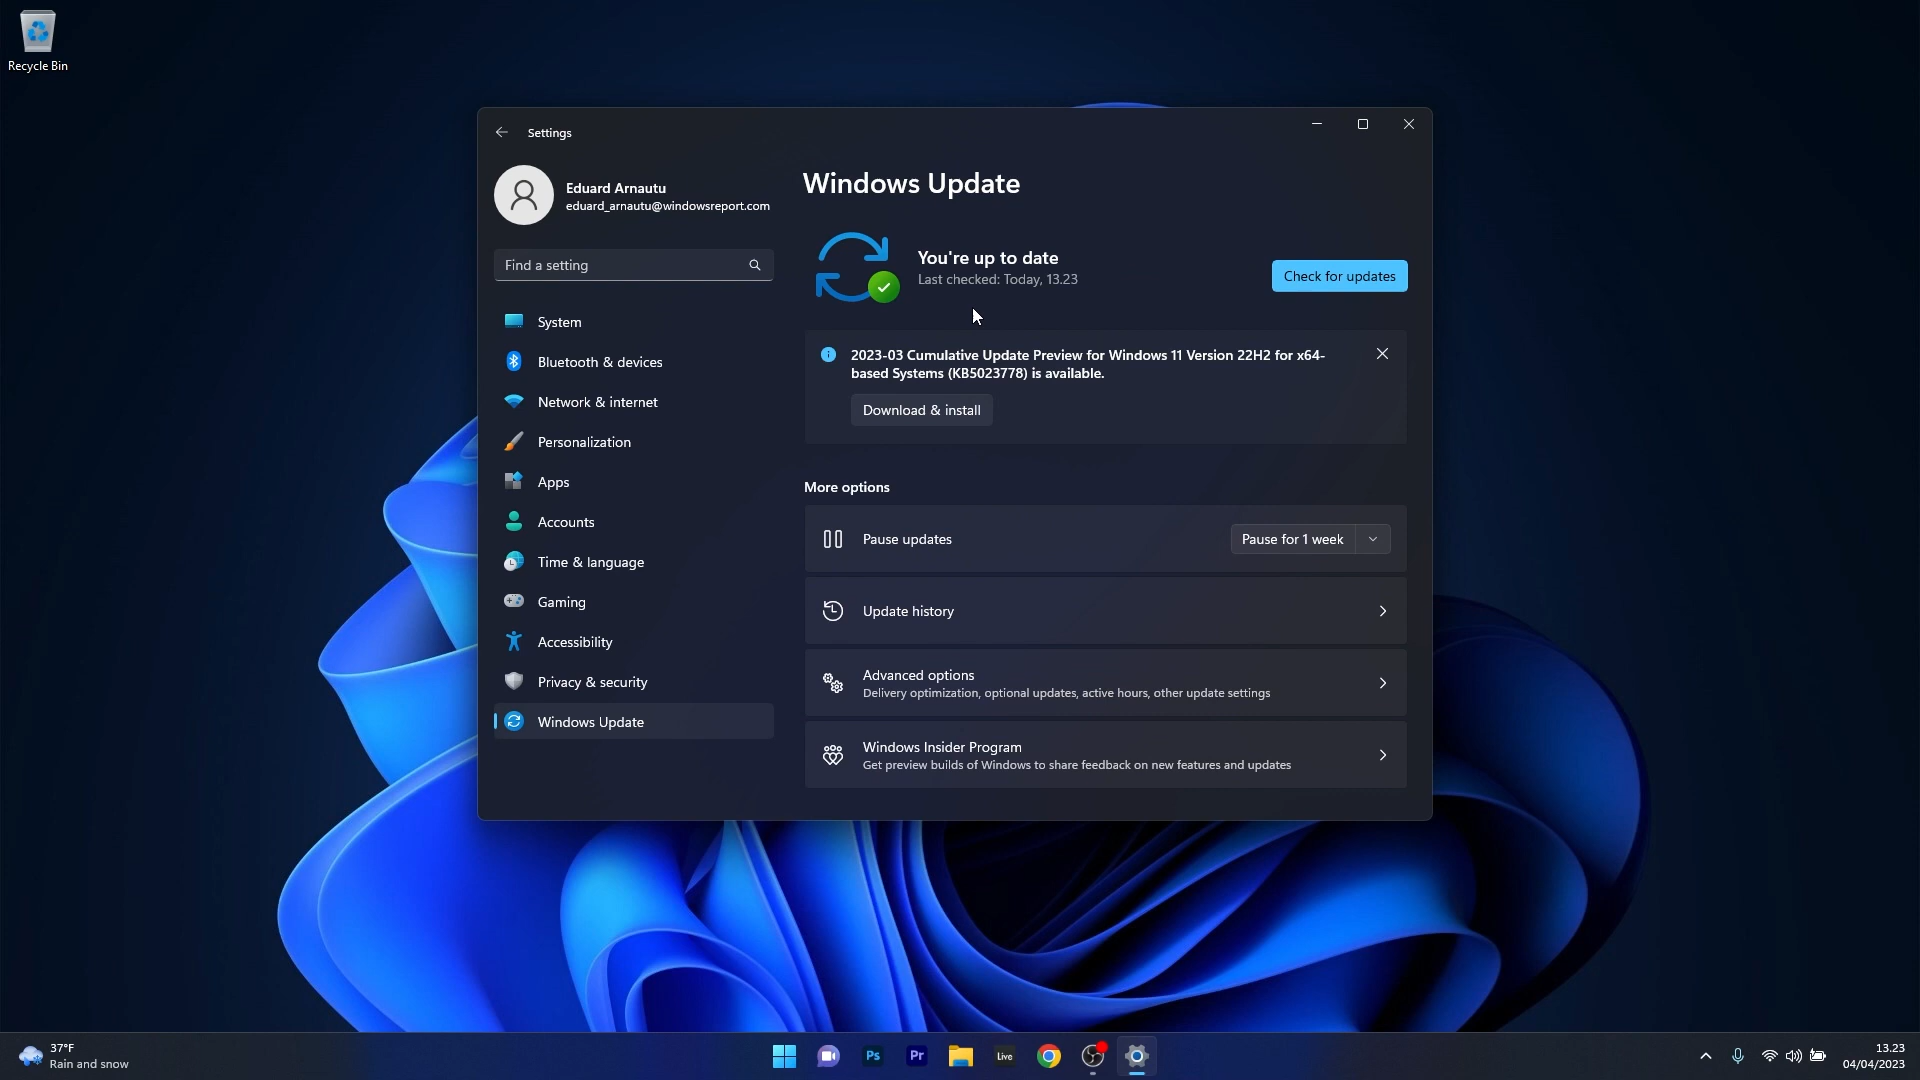 Recycle Bin
Settings
Eduard Arnautu
eduard_arnautu@windowsreport.com
Find a setting
System
Bluetooth & devices
Network & internet
Personalization
Apps
Accounts
Time & language
Gaming
Accessibility
Privacy & security
Windows Update
Windows Update
You're up to date
Last checked: Today, 13.23
Check for updates
2023-03 Cumulative Update Preview for Windows 11 Version 22H2 for x64-
based Systems (KB5023778) is available.
Download & install
More options
Pause updates
Pause for 1 week
Update history
Advanced options
Delivery optimization, optional updates, active hours, other update settings
Windows Insider Program
Get preview builds of Windows to share feedback on new features and updates
37°F
Rain and snow
Ps
Pr
Live
13.23
04/04/2023